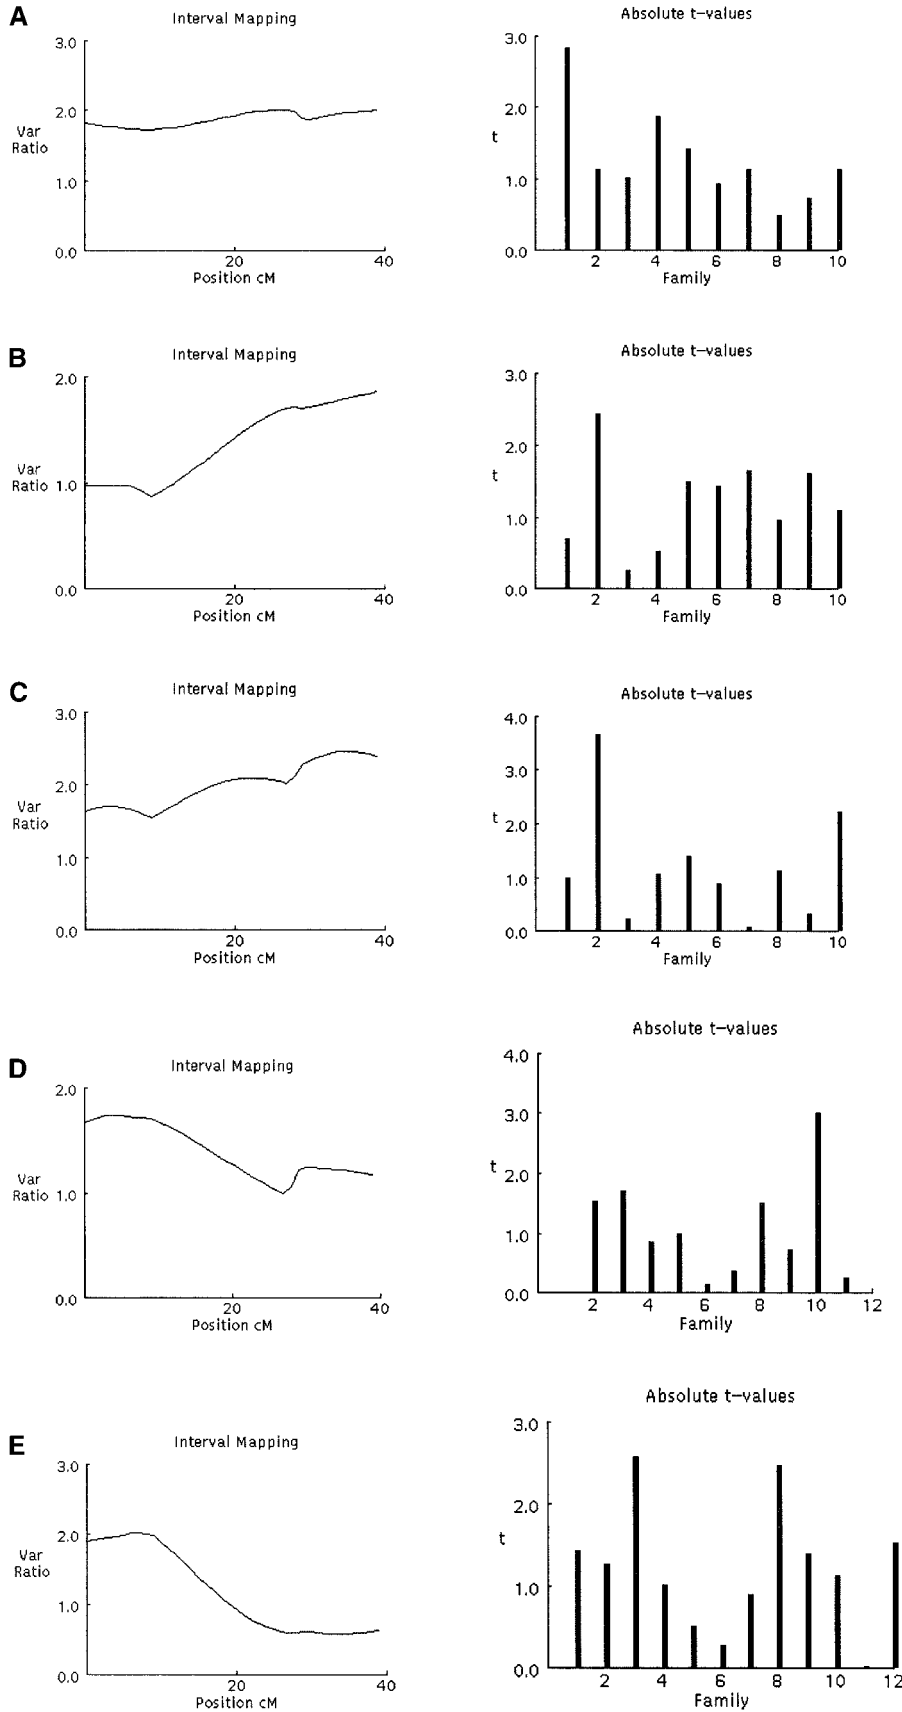 A
Interval Mapping
3.0
2.0
Var
Ratio
1.0
0.0
20
40
Position cM
Absolute t-values
3.0
2.0
t
1.0
0.0
2 4 6 8 10
Family
B
Interval Mapping
2.0
Var
Ratio 1.0
0.0
20
40
Position cM
Absolute t-values
3.0
2.0
t
1.0
0.0
2 4 6 8 10
Family
C
Interval Mapping
3.0
2.0
Var
Ratio
1.0
0.0
20
40
Position cM
Absolute t-values
4.0
3.0
t
2.0
1.0
0.0
2 4 6 8 10
Family
D
Interval Mapping
2.0
Var
Ratio 1.0
0.0
20
40
Position cM
Absolute t-values
4.0
3.0
t
2.0
1.0
0.0
2 4 6 8 10 12
Family
E
Interval Mapping
3.0
2.0
Var
Ratio
1.0
0.0
20
40
Position cM
Absolute t-values
3.0
2.0
t
1.0
0.0
2 4 6 8 10 12
Family